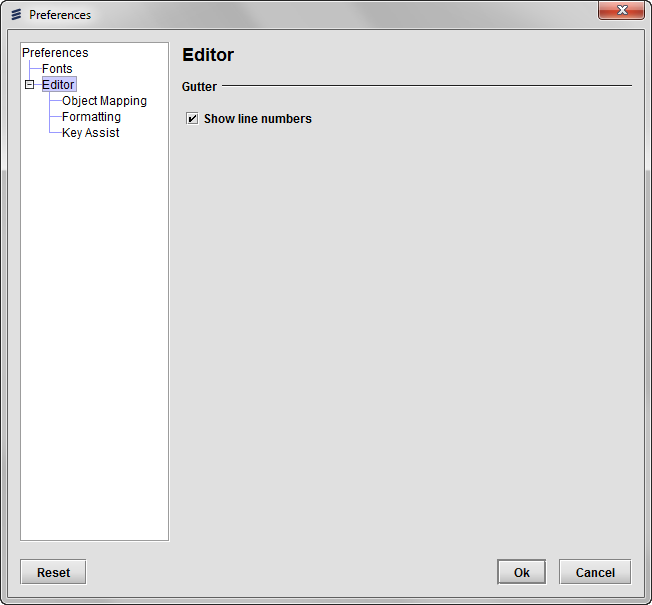 Preferences
Preferences
Fonts
Editor
Object Mapping
Formatting
Key Assist
Editor
Gutter
Show line numbers
Reset
Ok
Cancel